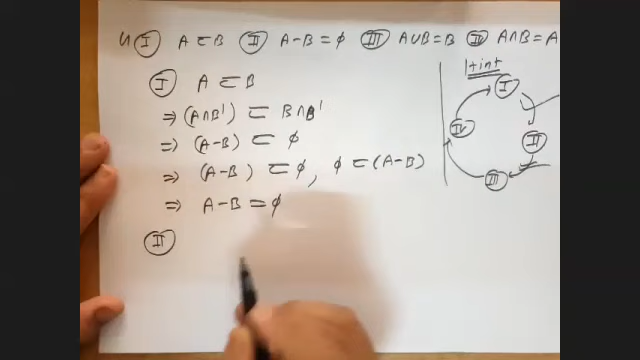 4) I A ⊂ B II A - B = φ III A∪B = B IV A∩B = A
I A ⊂ B
⇒ (A∩B') ⊂ B∩B'
⇒ (A-B) ⊂ φ
⇒ (A-B) ⊂ φ, φ ⊂ (A-B)
⇒ A-B = φ
II
Hint
I
II
III
IV